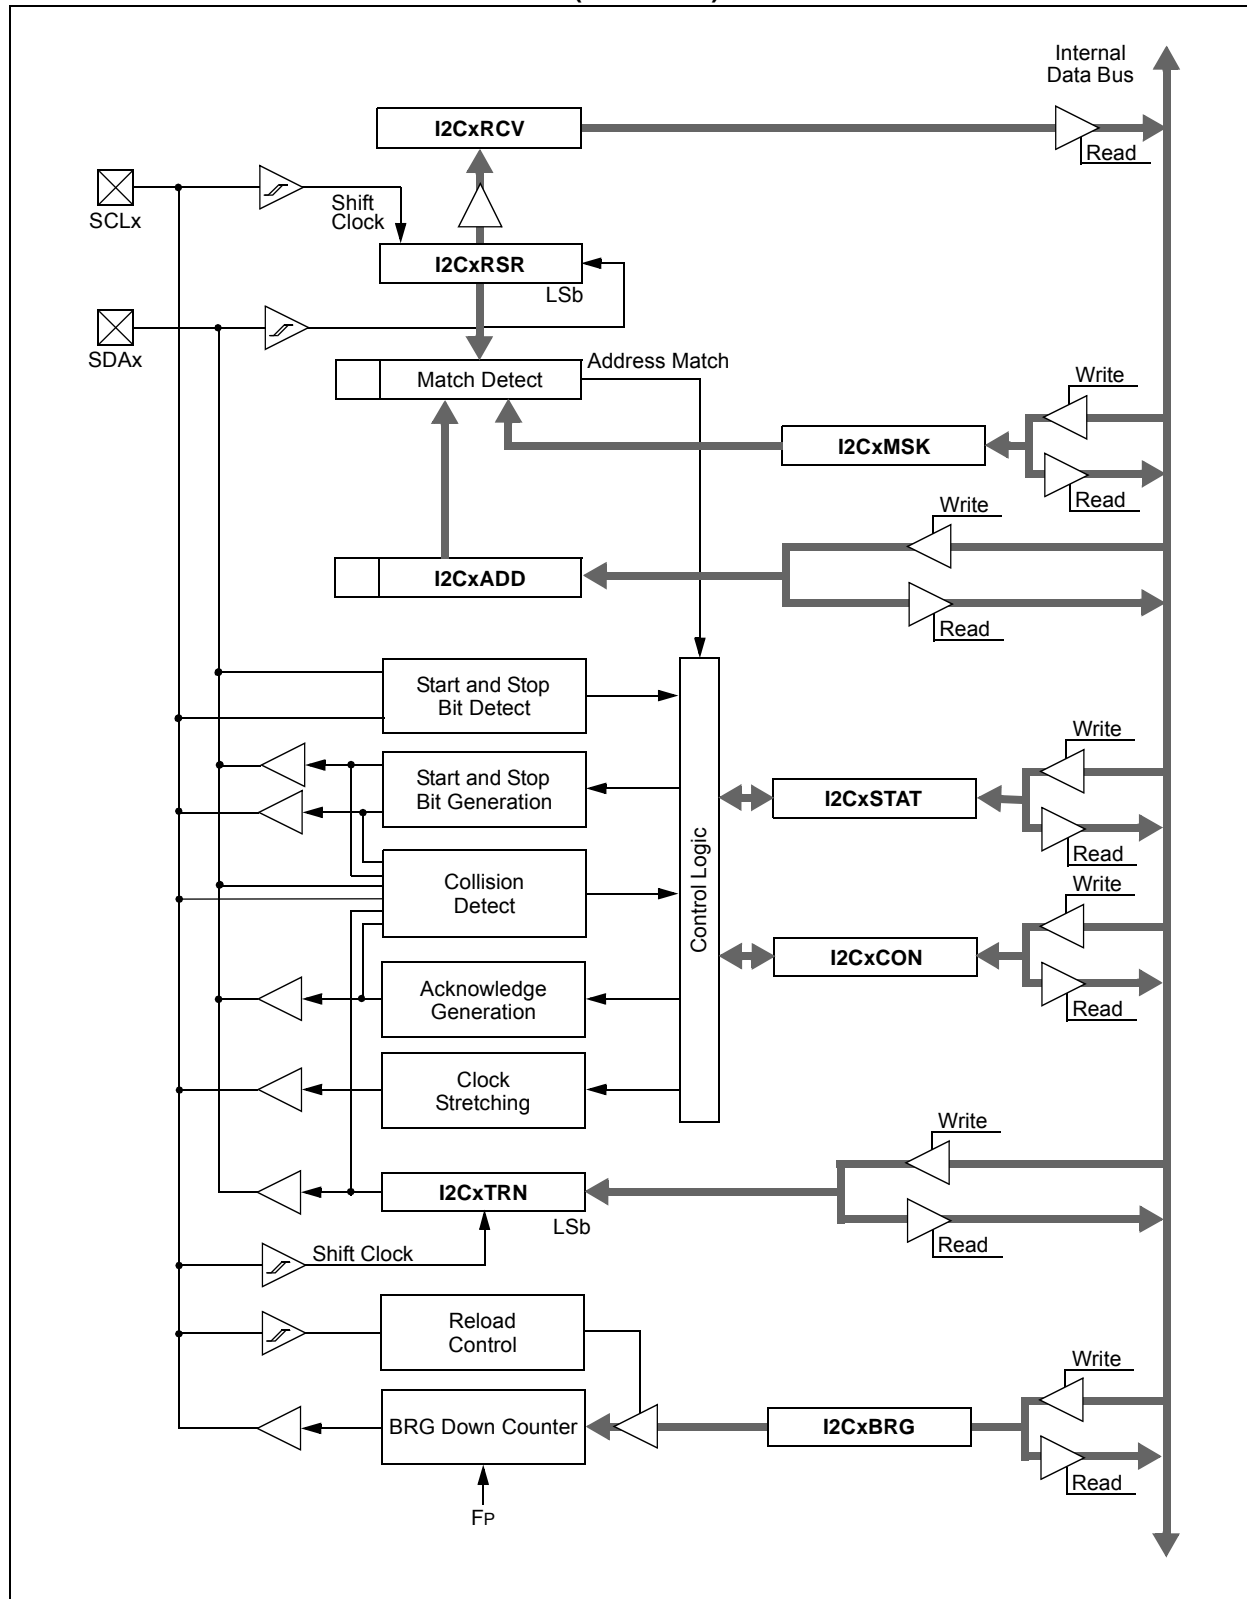 Internal
Data Bus
I2CxRCV
Read
SCLx
Shift
Clock
I2CxRSR
LSb
SDAx
Address Match
Match Detect
Write
I2CxMSK
Read
Write
I2CxADD
Read
Start and Stop
Bit Detect
Write
Start and Stop
Bit Generation
I2CxSTAT
Read
Control Logic
Collision
Detect
Write
I2CxCON
Acknowledge
Generation
Read
Clock
Stretching
Write
I2CxTRN
LSb
Read
Shift Clock
Reload
Control
Write
BRG Down Counter
I2CxBRG
Read
FP